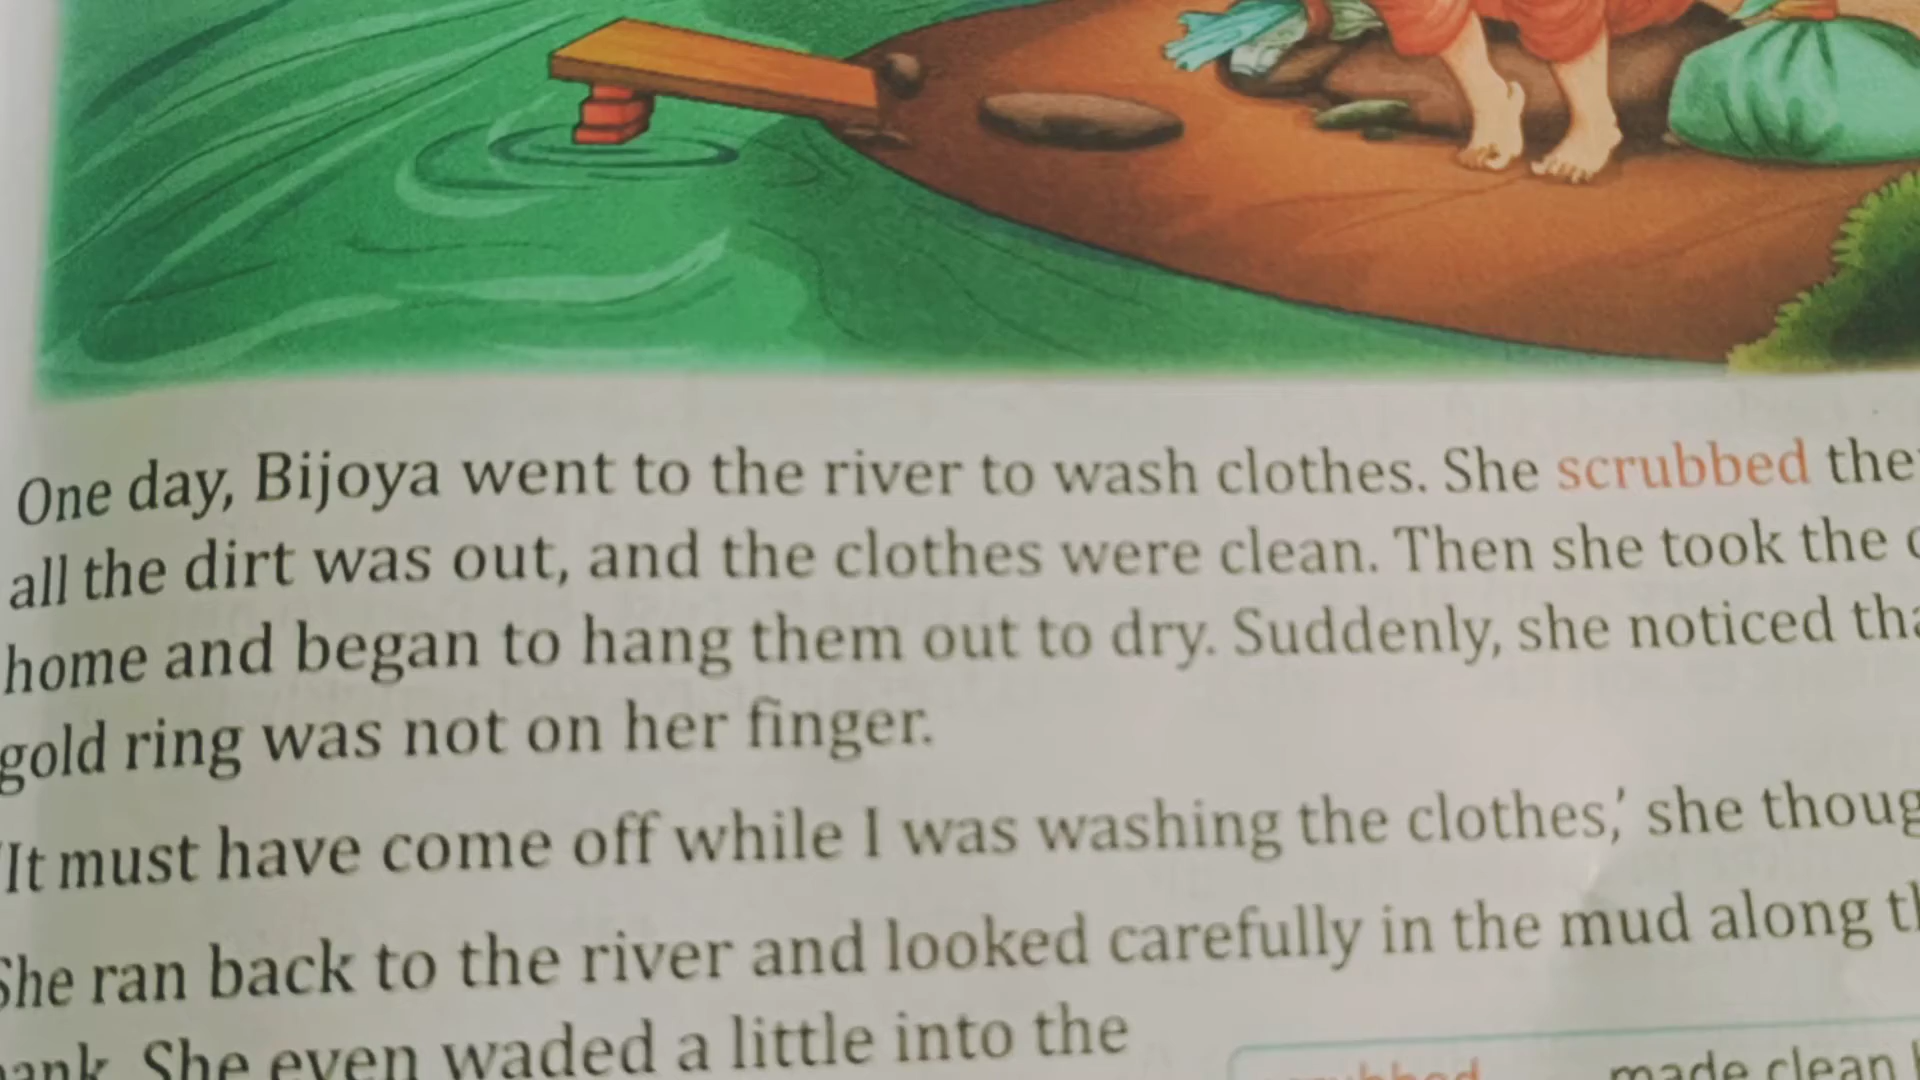 One day, Bijoya went to the river to wash clothes. She scrubbed
all the dirt was out, and the clothes were clean. Then she took the
home and began to hang them out to dry. Suddenly, she noticed
gold ring was not on her finger.
'It must have come off while I was washing the clothes,' she
She ran back to the river and looked carefully in the mud along
She even waded a little into the
scrubbed made clean